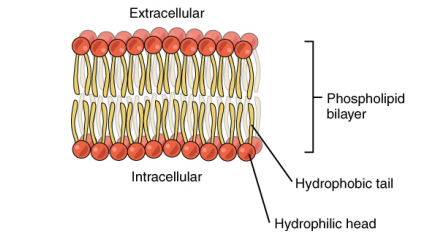 Extracellular
Phospholipid
bilayer
Intracellular
Hydrophobic tail
Hydrophilic head